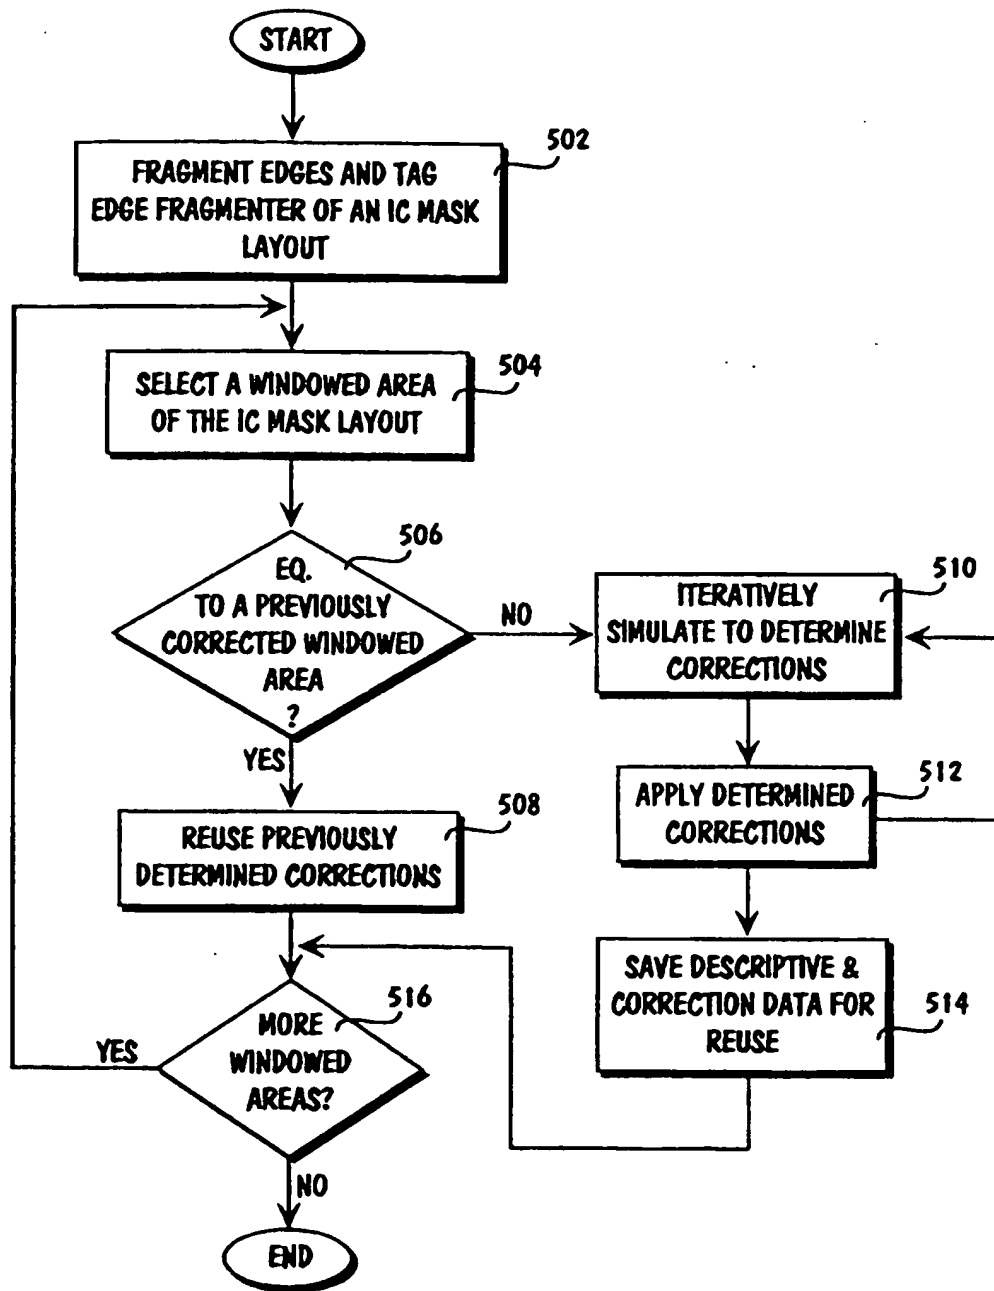 START
502
FRAGMENT EDGES AND TAG
EDGE FRAGMENTER OF AN IC MASK
LAYOUT
504
SELECT A WINDOWED AREA
OF THE IC MASK LAYOUT
506
EQ.
TO A PREVIOUSLY
CORRECTED WINDOWED
AREA
?
NO
YES
510
ITERATIVELY
SIMULATE TO DETERMINE
CORRECTIONS
508
REUSE PREVIOUSLY
DETERMINED CORRECTIONS
512
APPLY DETERMINED
CORRECTIONS
514
SAVE DESCRIPTIVE &
CORRECTION DATA FOR
REUSE
516
MORE
WINDOWED
AREAS?
YES
NO
END